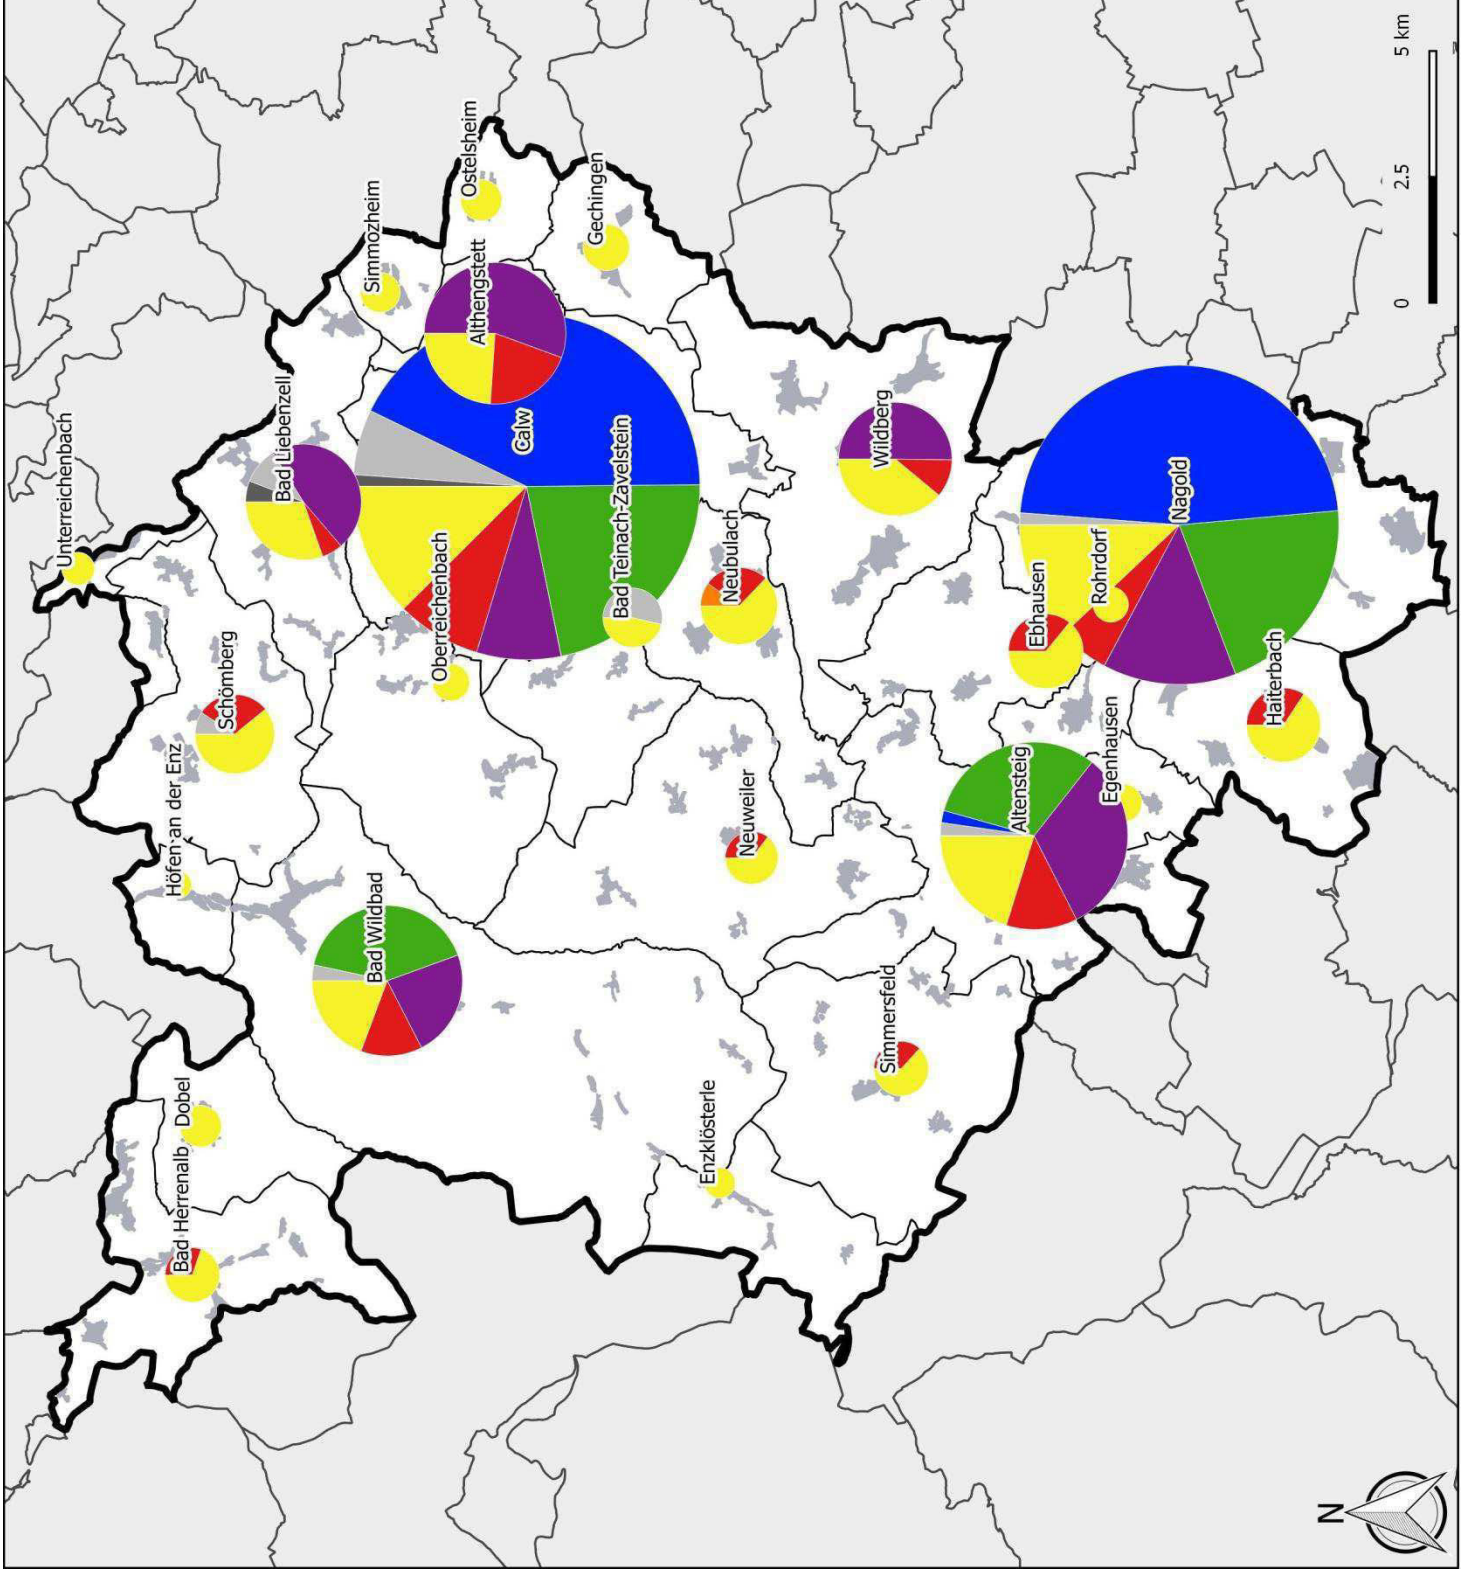 Unterreichenbach
Bad Herrenalb
Dobel
Höfen an der Enz
Schömberg
Bad Liebenzell
Simmozheim
Ostelsheim
Bad Wildbad
Oberreichenbach
Calw
Althengstett
Gechingen
Bad Teinach-Zavelstein
Enzklösterle
Neuweiler
Neubulach
Wildberg
Simmersfeld
Altensteig
Ebhausen
Rohrdorf
Egenhausen
Nagold
Haiterbach
N
0 2.5 5 km